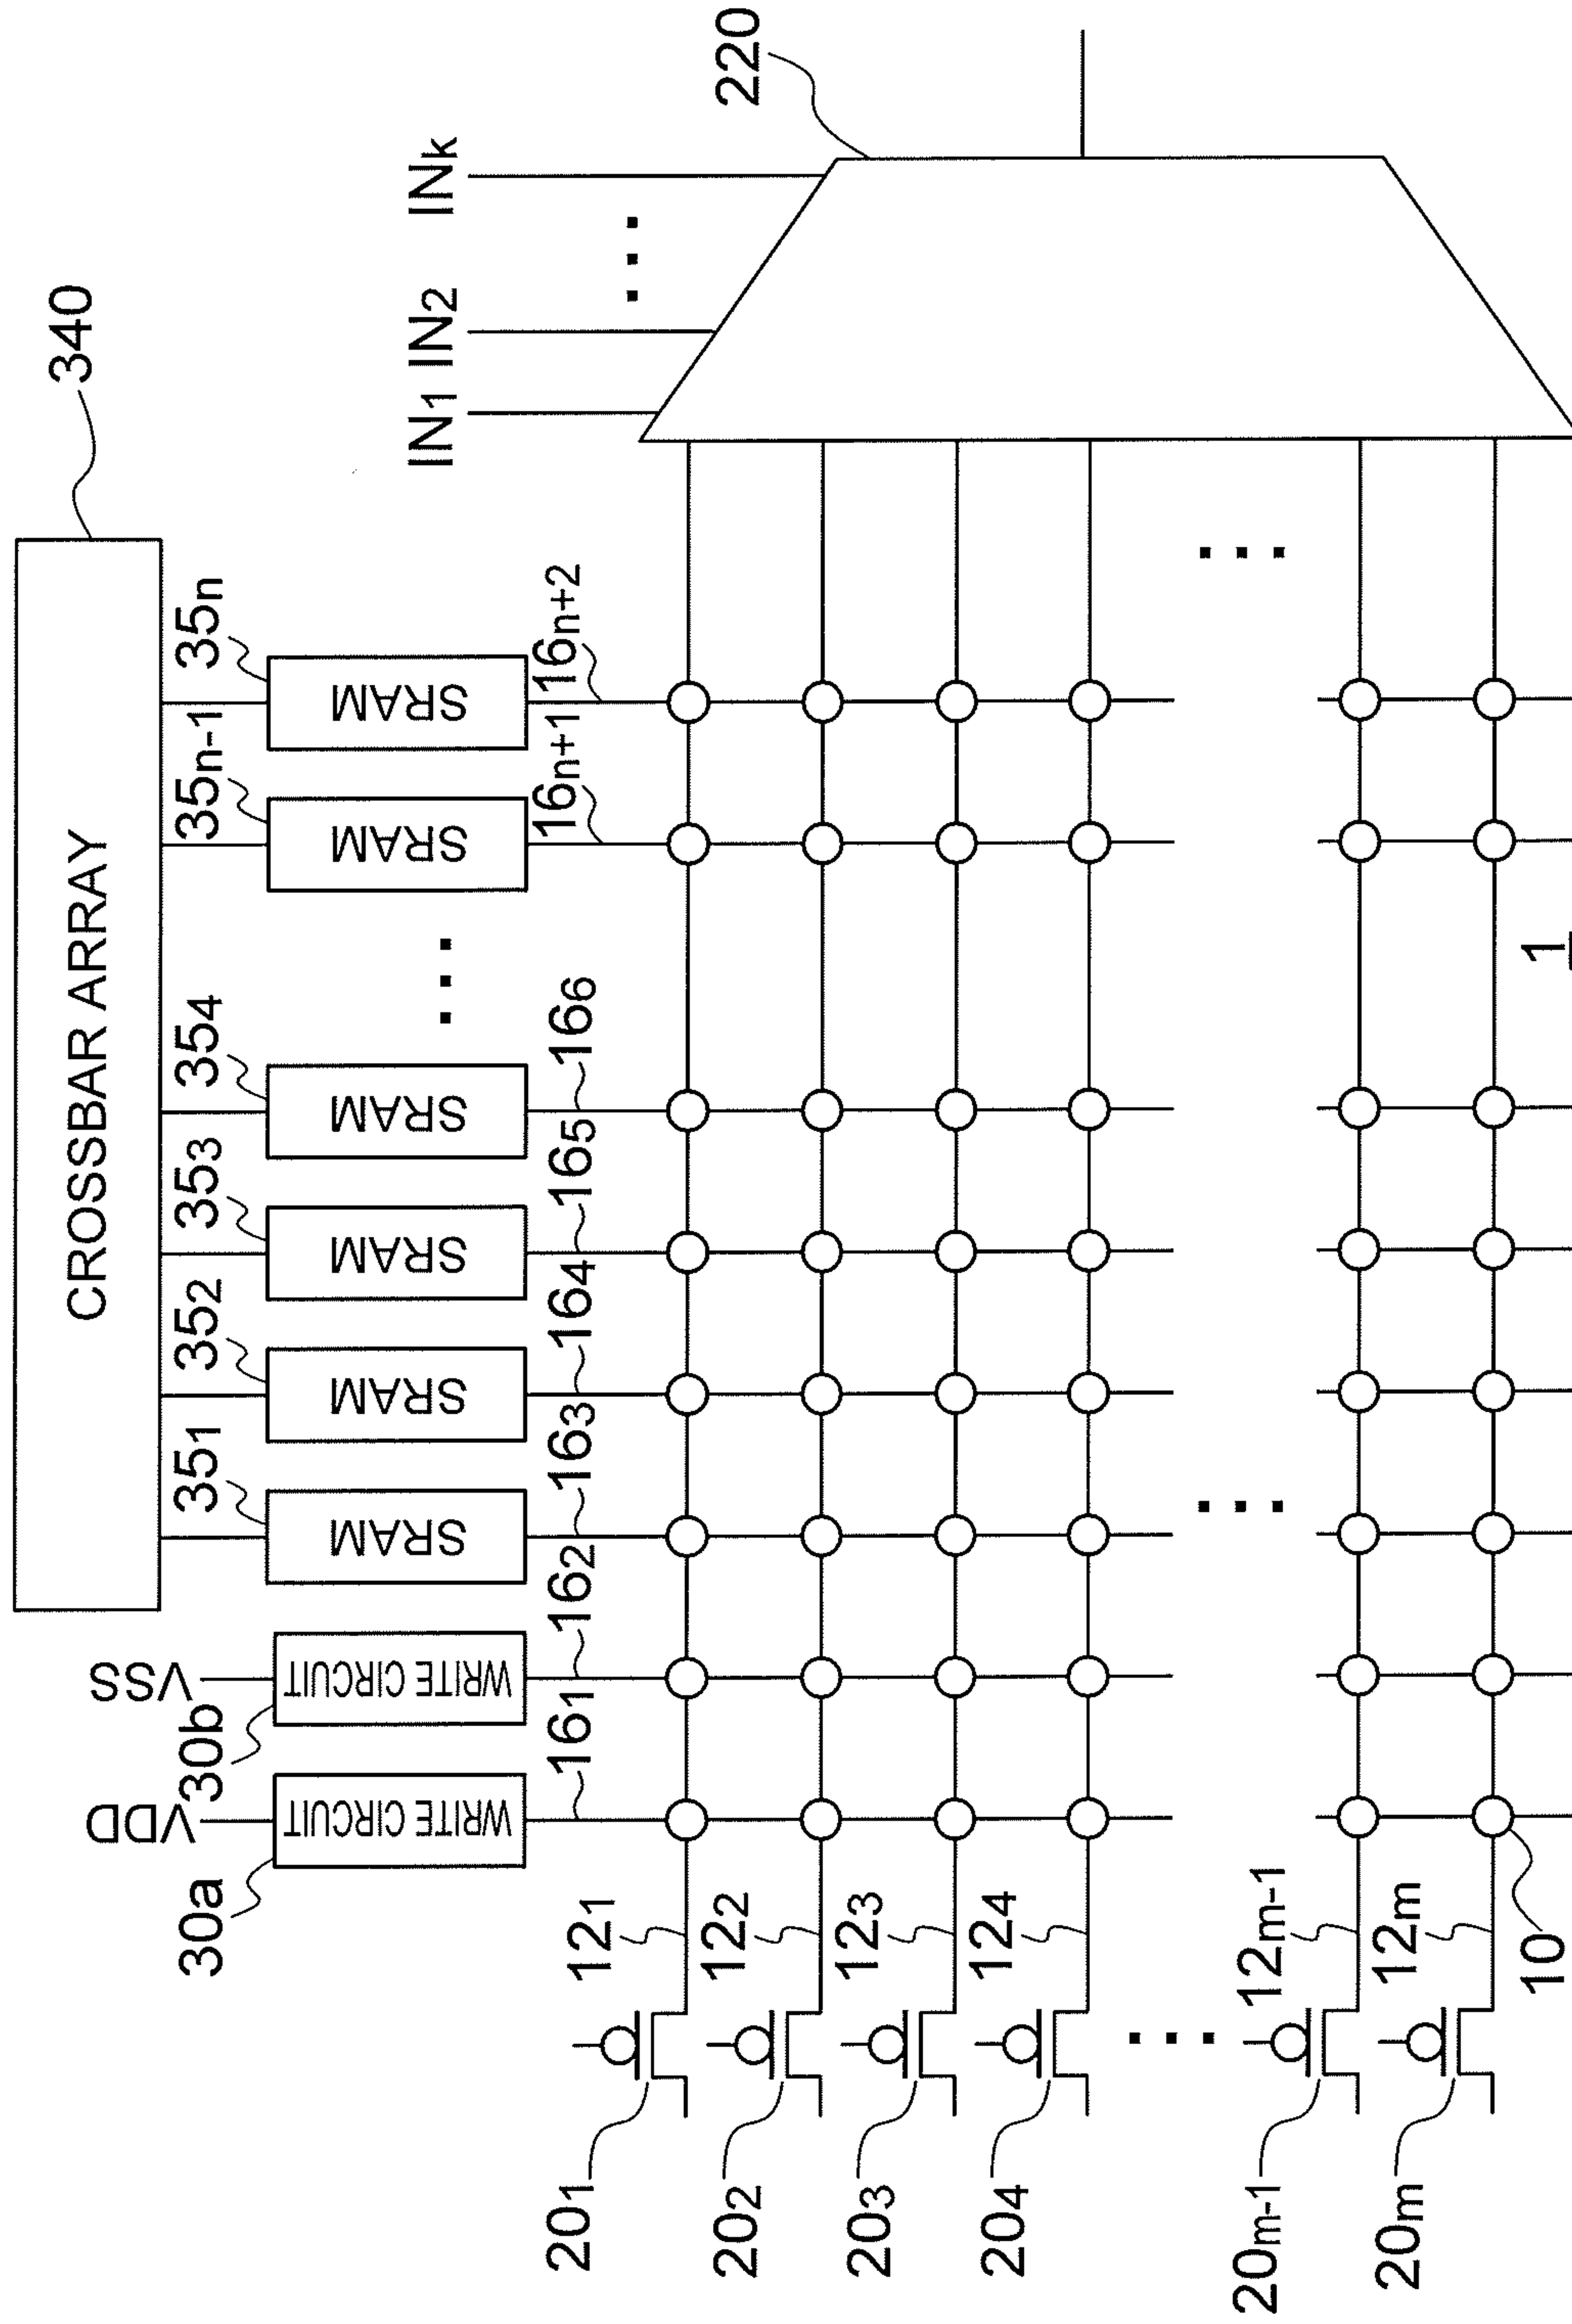 340
CROSSBAR ARRAY
VDD
VSS
30a
30b
35₁
35₂
35₃
35₄
35n-1
35n
WRITE CIRCUIT
WRITE CIRCUIT
SRAM
SRAM
SRAM
SRAM
SRAM
SRAM
...
IN₁
IN₂
...
INk
16₁
16₂
16₃
16₄
16₅
16₆
16n+1
16n+2
220
20₁
12₁
20₂
12₂
20₃
12₃
20₄
12₄
...
...
...
20m-1
12m-1
20m
12m
10
1